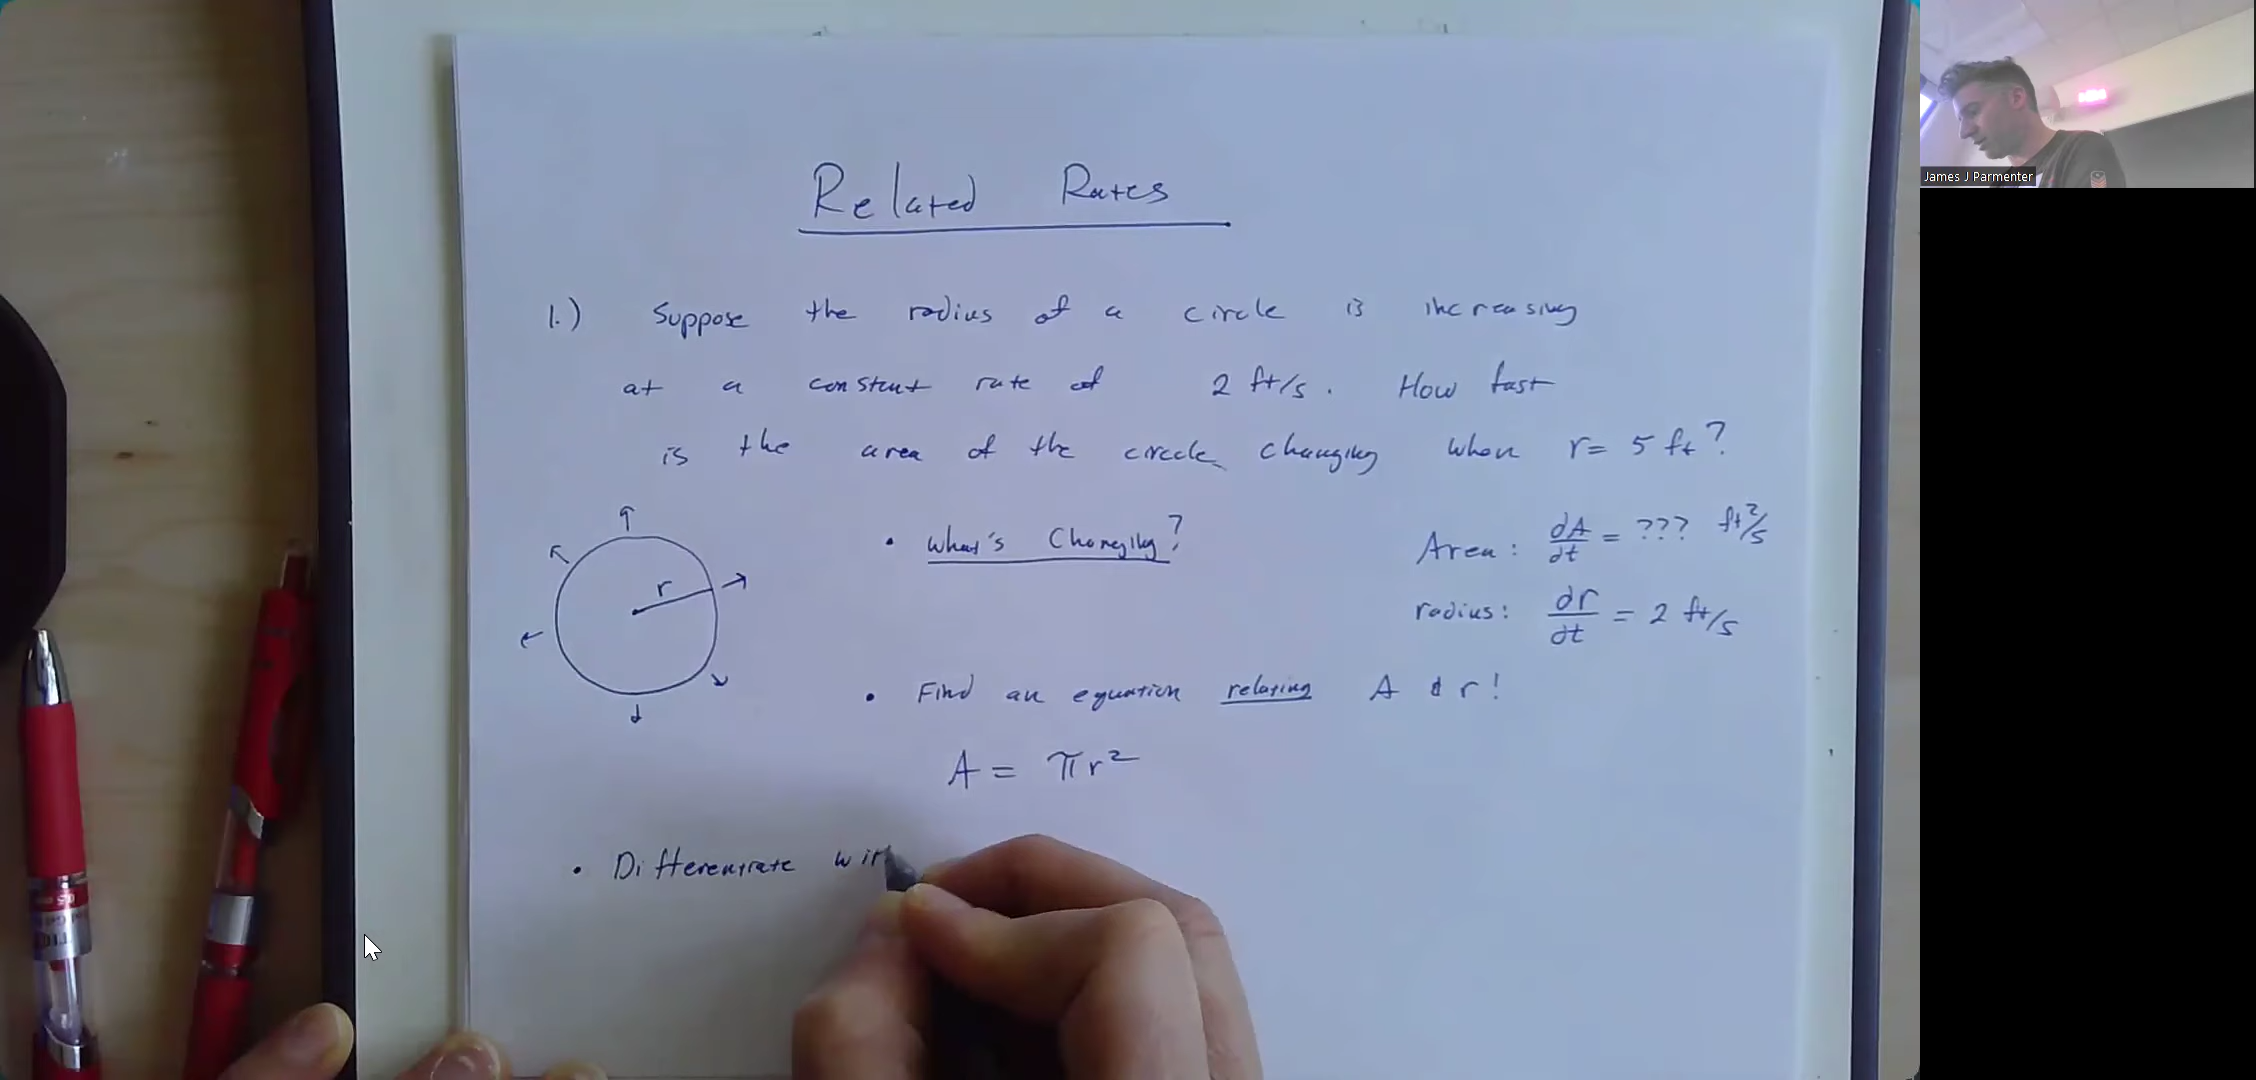 Related Rates
1.) Suppose the radius of a circle is increasing
at a constant rate of 2 ft/s. How fast
is the area of the circle changing when r = 5 ft?
• What's Changing?
Area: dA/dt = ??? ft²/s
radius: dr/dt = 2 ft/s
r
• Find an equation relating A & r!
A = πr²
• Differentiate wit
James J Parmenter